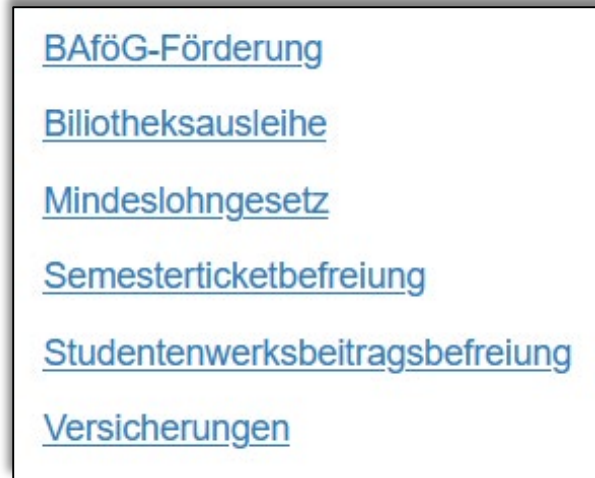 BAföG-Förderung
Biliotheksausleihe
Mindeslohngesetz
Semesterticketbefreiung
Studentenwerksbeitragsbefreiung
Versicherungen